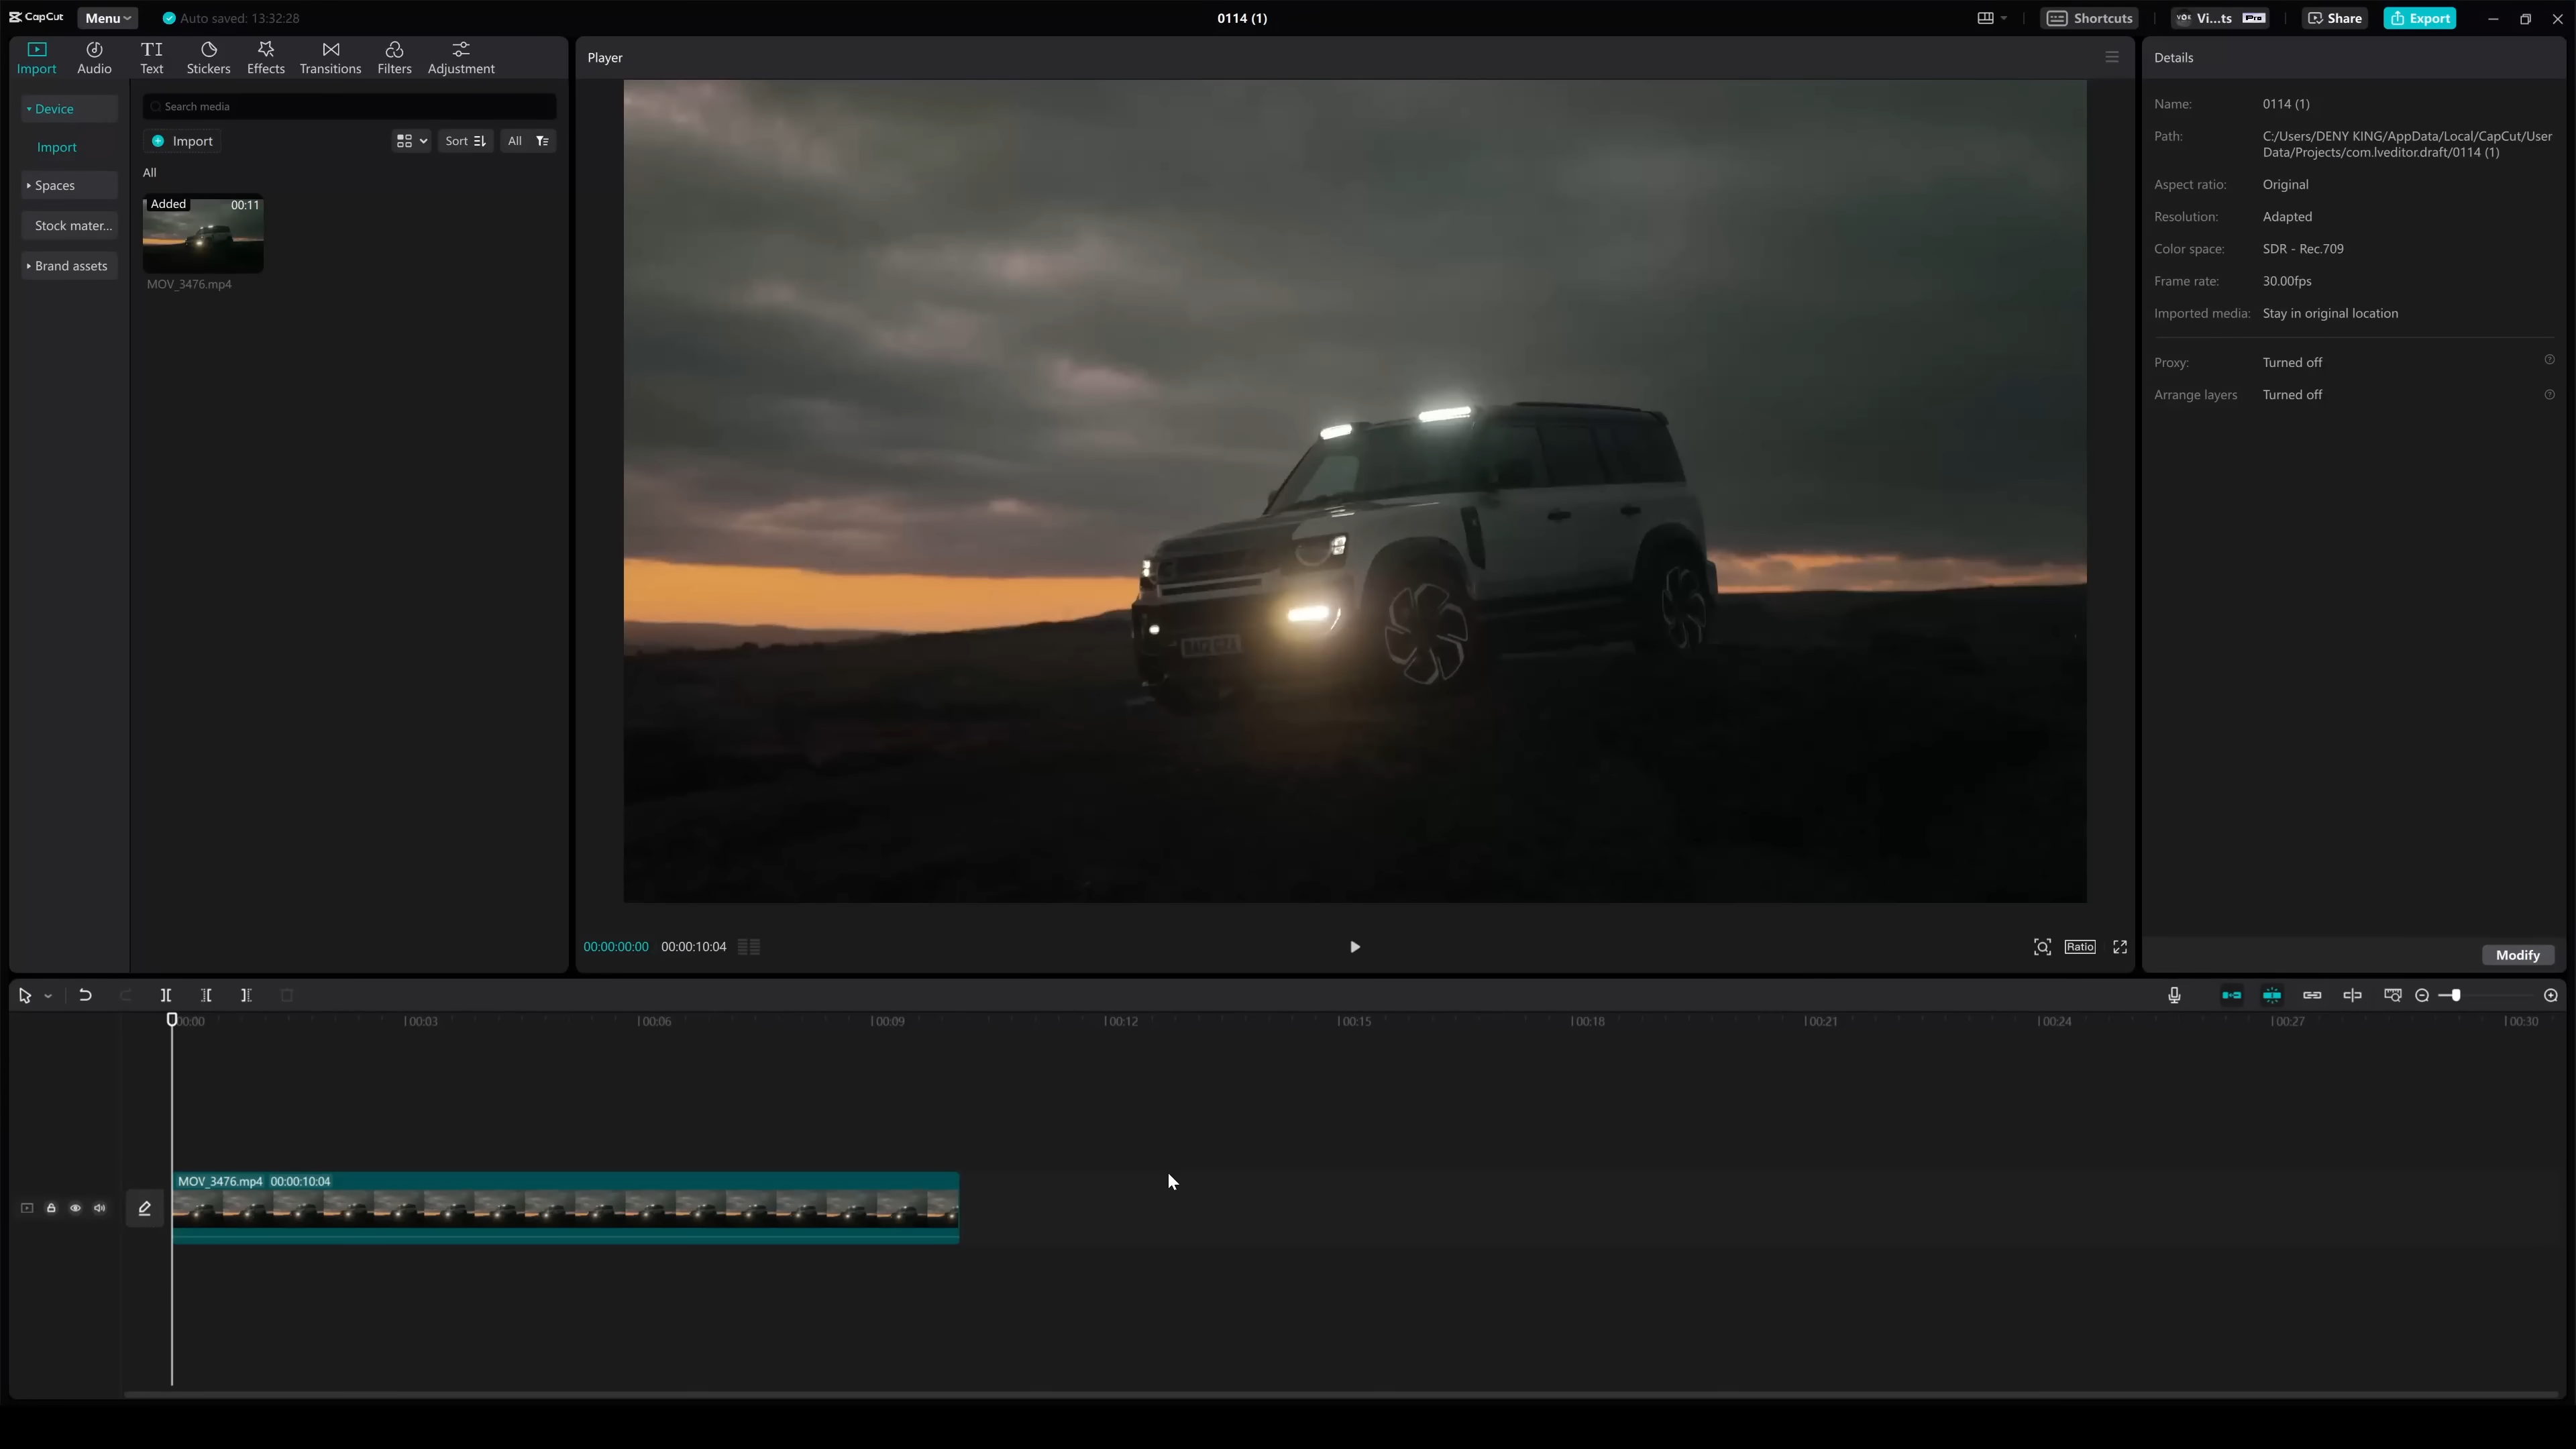 CapCut Menu Auto saved: 13:32:28 0114 (1) Shortcuts Vi...ts Pro Share Export
Import Audio Text Stickers Effects Transitions Filters Adjustment
Device
Import
Spaces
Stock mater...
Brand assets
Search media
Import Sort All
All
Added 00:11
MOV_3476.mp4
Player
00:00:00:00 00:00:10:04
Ratio
Details
Name: 0114 (1)
Path: C:/Users/DENY KING/AppData/Local/CapCut/User
Data/Projects/com.lveditor.draft/0114 (1)
Aspect ratio: Original
Resolution: Adapted
Color space: SDR - Rec.709
Frame rate: 30.00fps
Imported media: Stay in original location
Proxy: Turned off
Arrange layers Turned off
Modify
00:00 00:03 00:06 00:09 00:12 00:15 00:18 00:21 00:24 00:27 00:30
MOV_3476.mp4 00:00:10:04